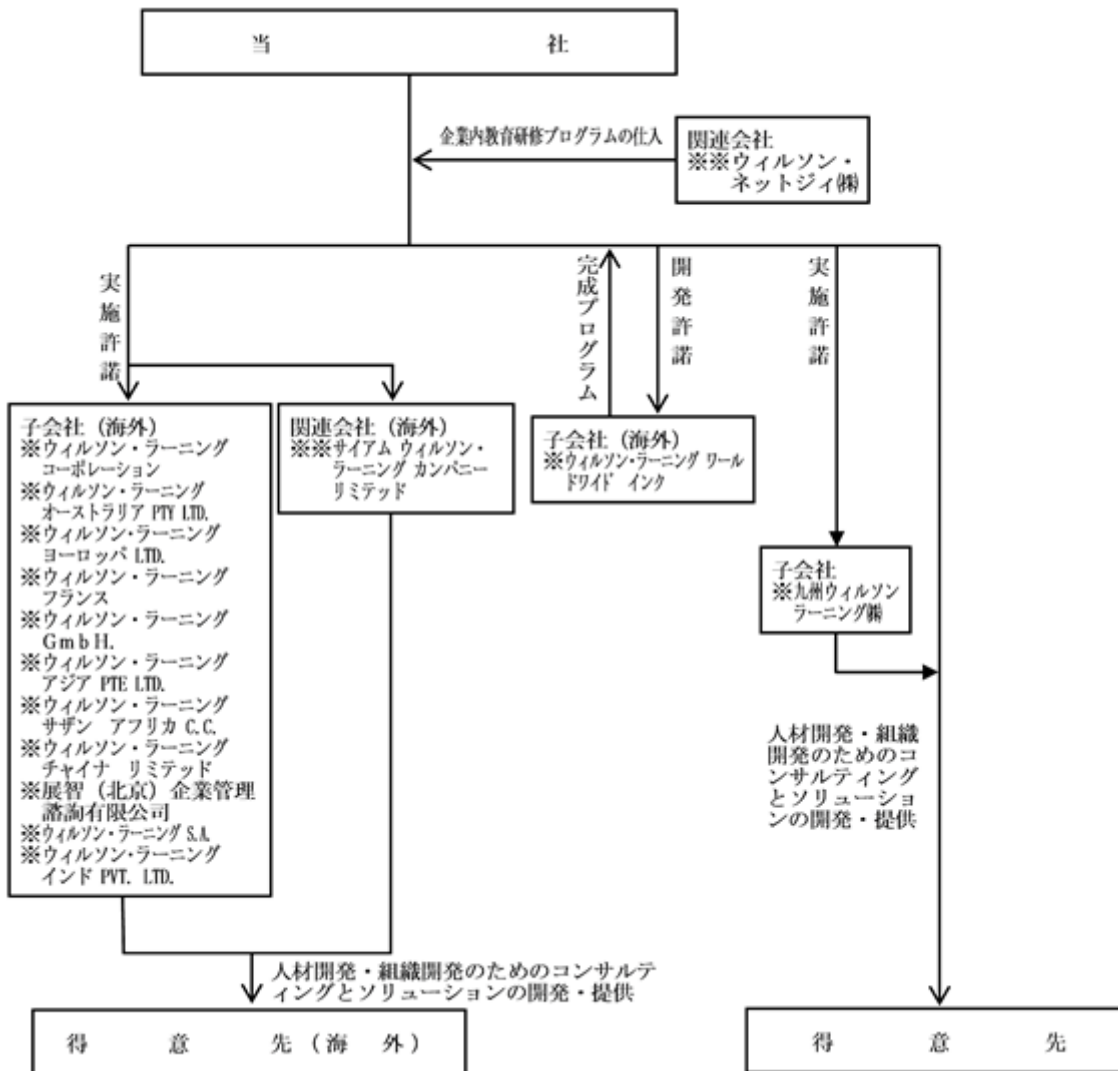 当 社
企業内教育研修プログラムの仕入
関連会社
※※ウィルソン・
ネットジィ㈱
実施許諾
完成プログラム
開発許諾
実施許諾
子会社(海外)
※ウィルソン・ラーニング
コーポレーション
※ウィルソン・ラーニング
オーストラリア PTY LTD.
※ウィルソン・ラーニング
ヨーロッパ LTD.
※ウィルソン・ラーニング
フランス
※ウィルソン・ラーニング
GmbH.
※ウィルソン・ラーニング
アジア PTE LTD.
※ウィルソン・ラーニング
サザン アフリカ C.C.
※ウィルソン・ラーニング
チャイナ リミテッド
※展智(北京)企業管理
諮詢有限公司
※ウィルソン・ラーニング S.A.
※ウィルソン・ラーニング
インド PVT. LTD.
関連会社(海外)
※※サイアム ウィルソン・
ラーニング カンパニー
リミテッド
子会社(海外)
※ウィルソン・ラーニング ワール
ドワイド インク
子会社
※九州ウィルソン
ラーニング㈱
人材開発・組織
開発のためのコ
ンサルティング
とソリューショ
ンの開発・提供
人材開発・組織開発のためのコンサルテ
ィングとソリューションの開発・提供
得 意 先(海 外)
得 意 先